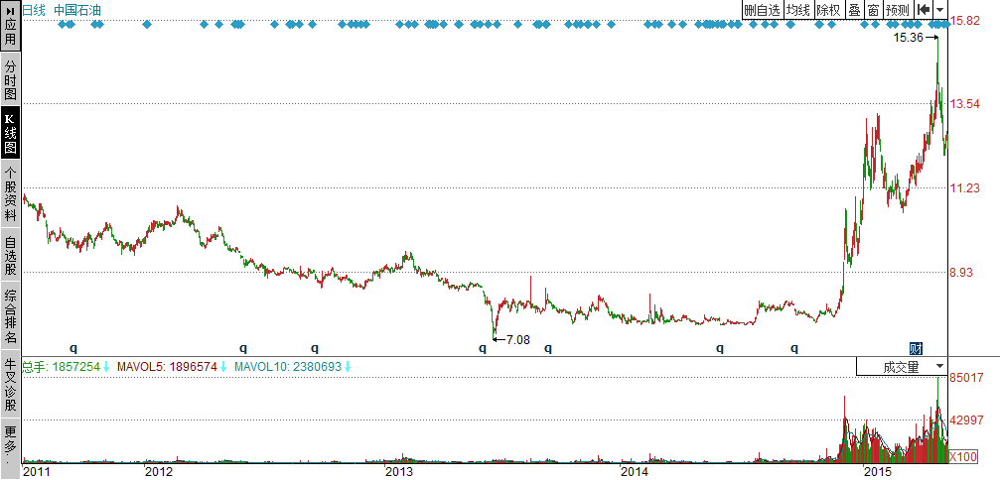 日线 中国石油
删自选 均线 除权 叠 窗 预测
应用
分时图
K线图
个股资料
自选股
综合排名
牛叉诊股
更多
15.82
15.36
13.54
11.23
8.93
7.08
q q q q q q q 财
总手: 1857254 MAVOL5: 1896574 MAVOL10: 2380693
成交量
85017
42997
X100
2011 2012 2013 2014 2015